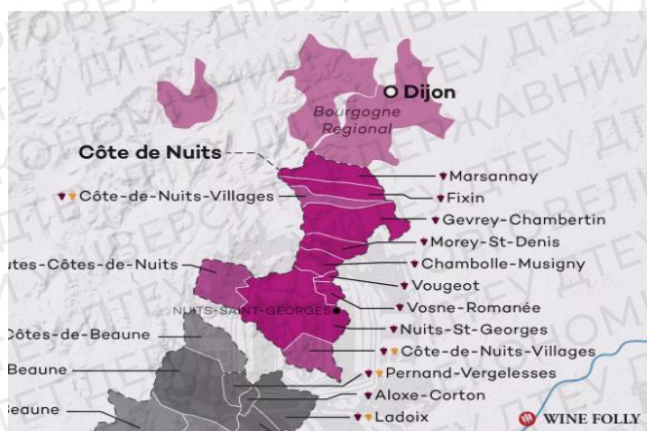 O Dijon
Bourgogne
Regional
Côte de Nuits
Marsannay
Côte-de-Nuits-Villages
Fixin
Gevrey-Chambertin
Morey-St-Denis
utes-Côtes-de-Nuits
Chambolle-Musigny
Vougeot
NUITS-SAINT-GEORGES
Vosne-Romanée
Nuits-St-Georges
Côtes-de-Beaune
Côte-de-Nuits-Villages
Beaune
Pernand-Vergelesses
Aloxe-Corton
Beaune
Ladoix
WINE FOLLY